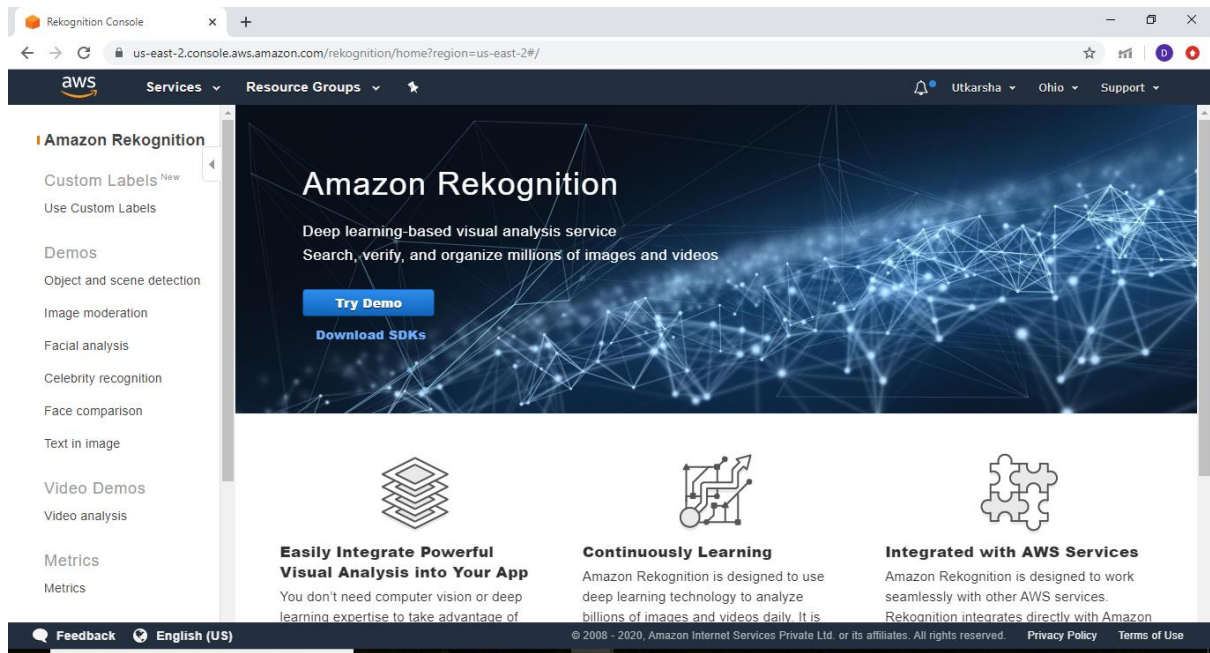 Rekognition Console
us-east-2.console.aws.amazon.com/rekognition/home?region=us-east-2#/
D
aws
Services
Resource Groups
Utkarsha
Ohio
Support
Amazon Rekognition
Custom Labels New
Use Custom Labels
Demos
Object and scene detection
Image moderation
Facial analysis
Celebrity recognition
Face comparison
Text in image
Video Demos
Video analysis
Metrics
Metrics
Amazon Rekognition
Deep learning-based visual analysis service
Search, verify, and organize millions of images and videos
Try Demo
Download SDKs
Easily Integrate Powerful
Visual Analysis into Your App
You don't need computer vision or deep
learning expertise to take advantage of
Continuously Learning
Amazon Rekognition is designed to use
deep learning technology to analyze
billions of images and videos daily. It is
Integrated with AWS Services
Amazon Rekognition is designed to work
seamlessly with other AWS services.
Rekognition integrates directly with Amazon
Feedback
English (US)
© 2008 - 2020, Amazon Internet Services Private Ltd. or its affiliates. All rights reserved.
Privacy Policy
Terms of Use